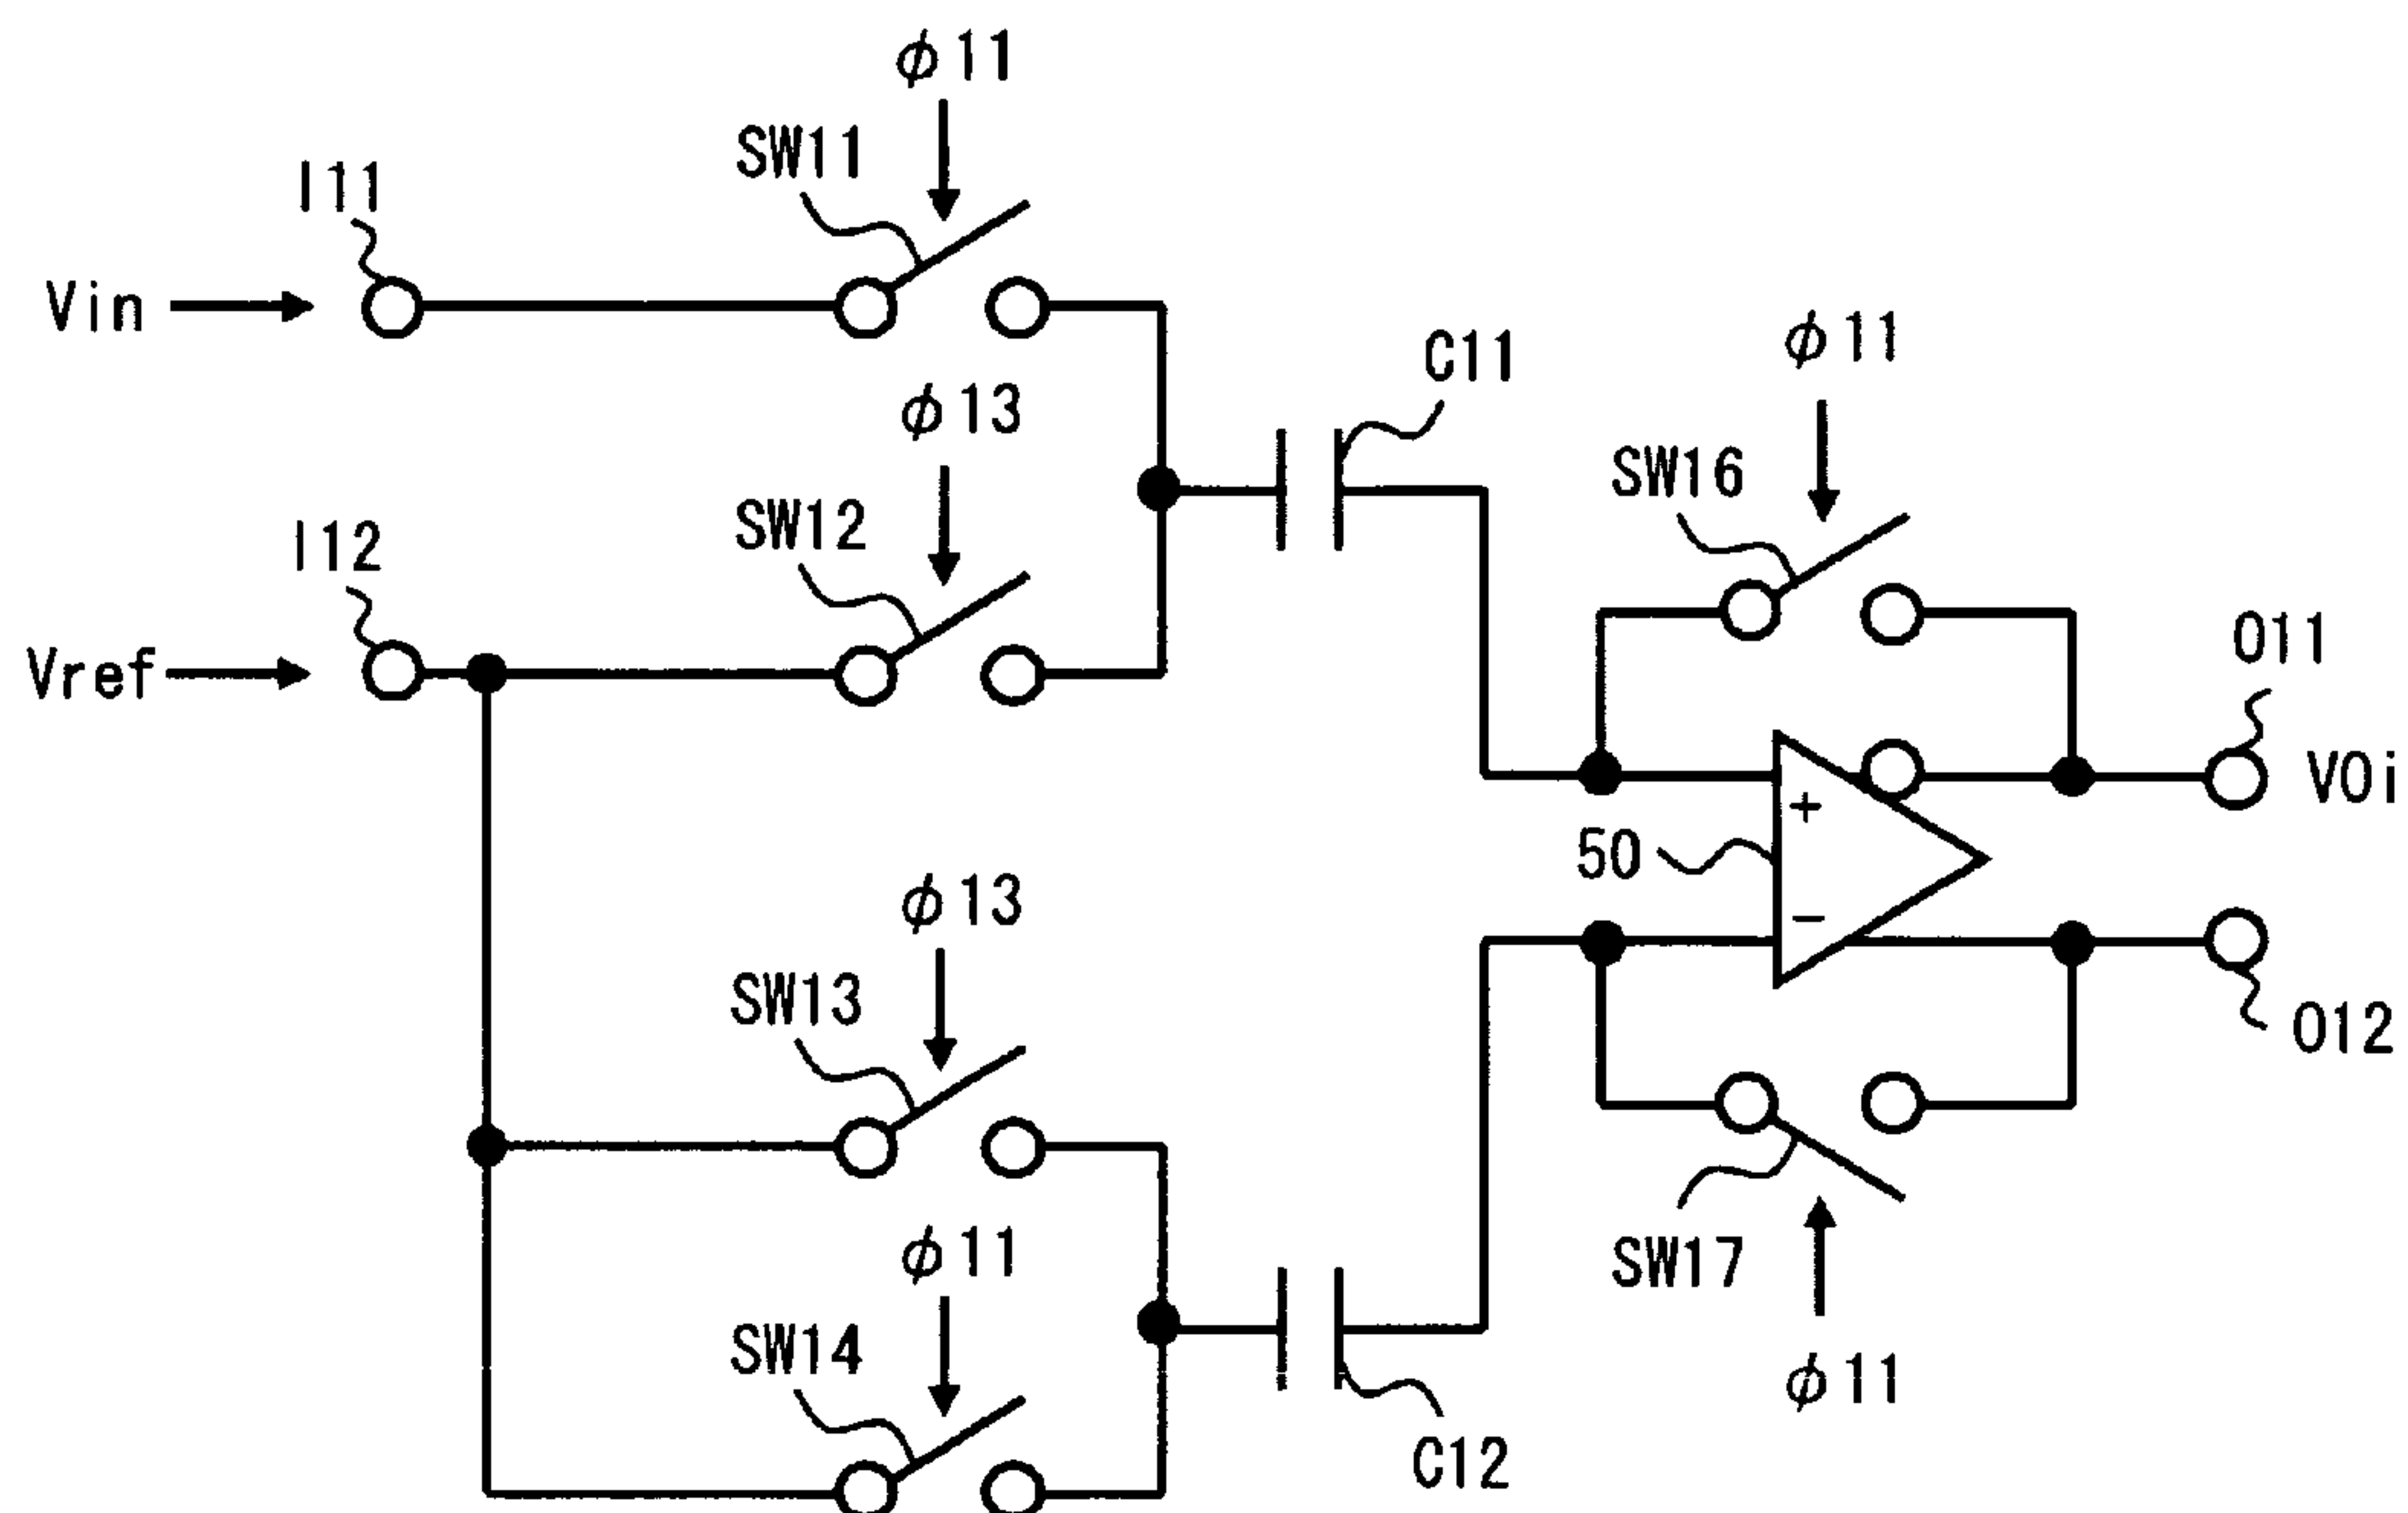 ϕ11
SW11
I11
Vin
ϕ13
C11
ϕ11
SW12
SW16
I12
Vref
O11
VOi
+
50
−
ϕ13
SW13
O12
ϕ11
SW17
SW14
ϕ11
C12